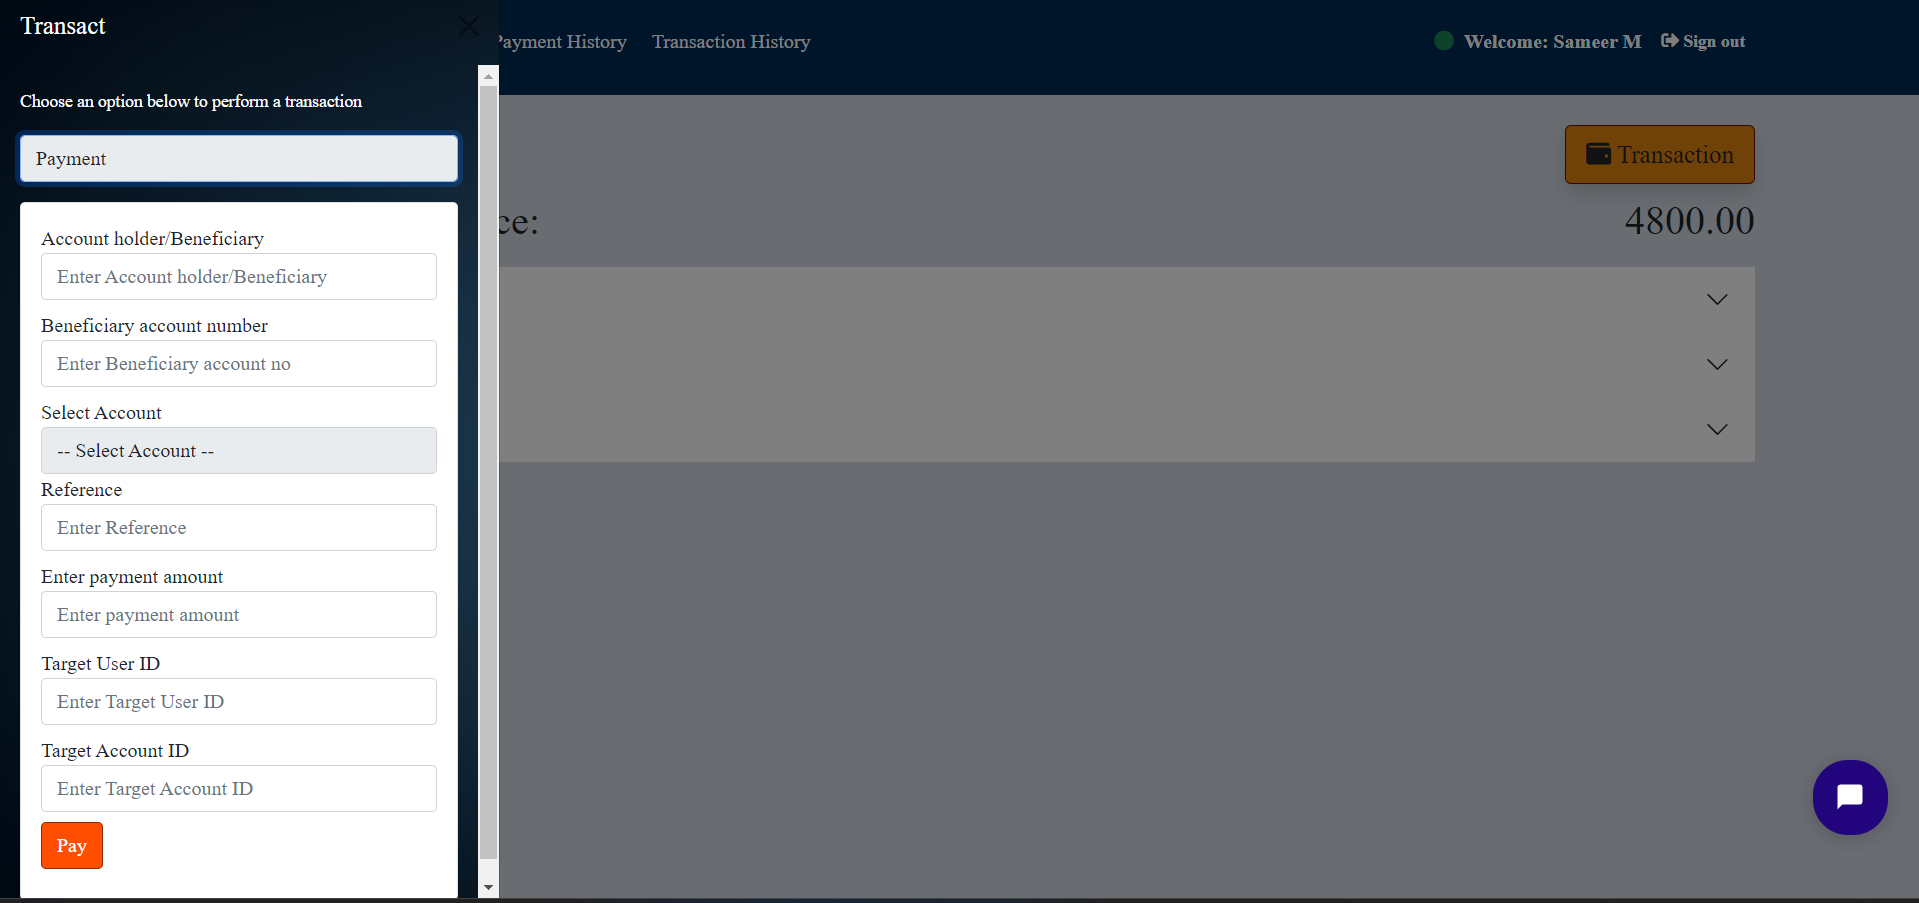 Transact
Payment History
Transaction History
Welcome: Sameer M
Sign out
Choose an option below to perform a transaction
Payment
Transaction
ce:
4800.00
Account holder/Beneficiary
Enter Account holder/Beneficiary
Beneficiary account number
Enter Beneficiary account no
Select Account
-- Select Account --
Reference
Enter Reference
Enter payment amount
Enter payment amount
Target User ID
Enter Target User ID
Target Account ID
Enter Target Account ID
Pay